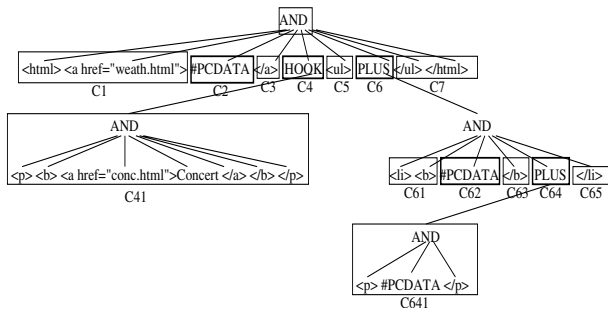 AND
<html> <a href="weath.html"> #PCDATA </a> HOOK <ul> PLUS </ul> </html>
C1 C2 C3 C4 C5 C6 C7
AND AND
<p> <b> <a href="conc.html">Concert </a> </b> </p> <li> <b> #PCDATA </b> PLUS </li>
C41 C61 C62 C63 C64 C65
AND
<p> #PCDATA </p>
C641